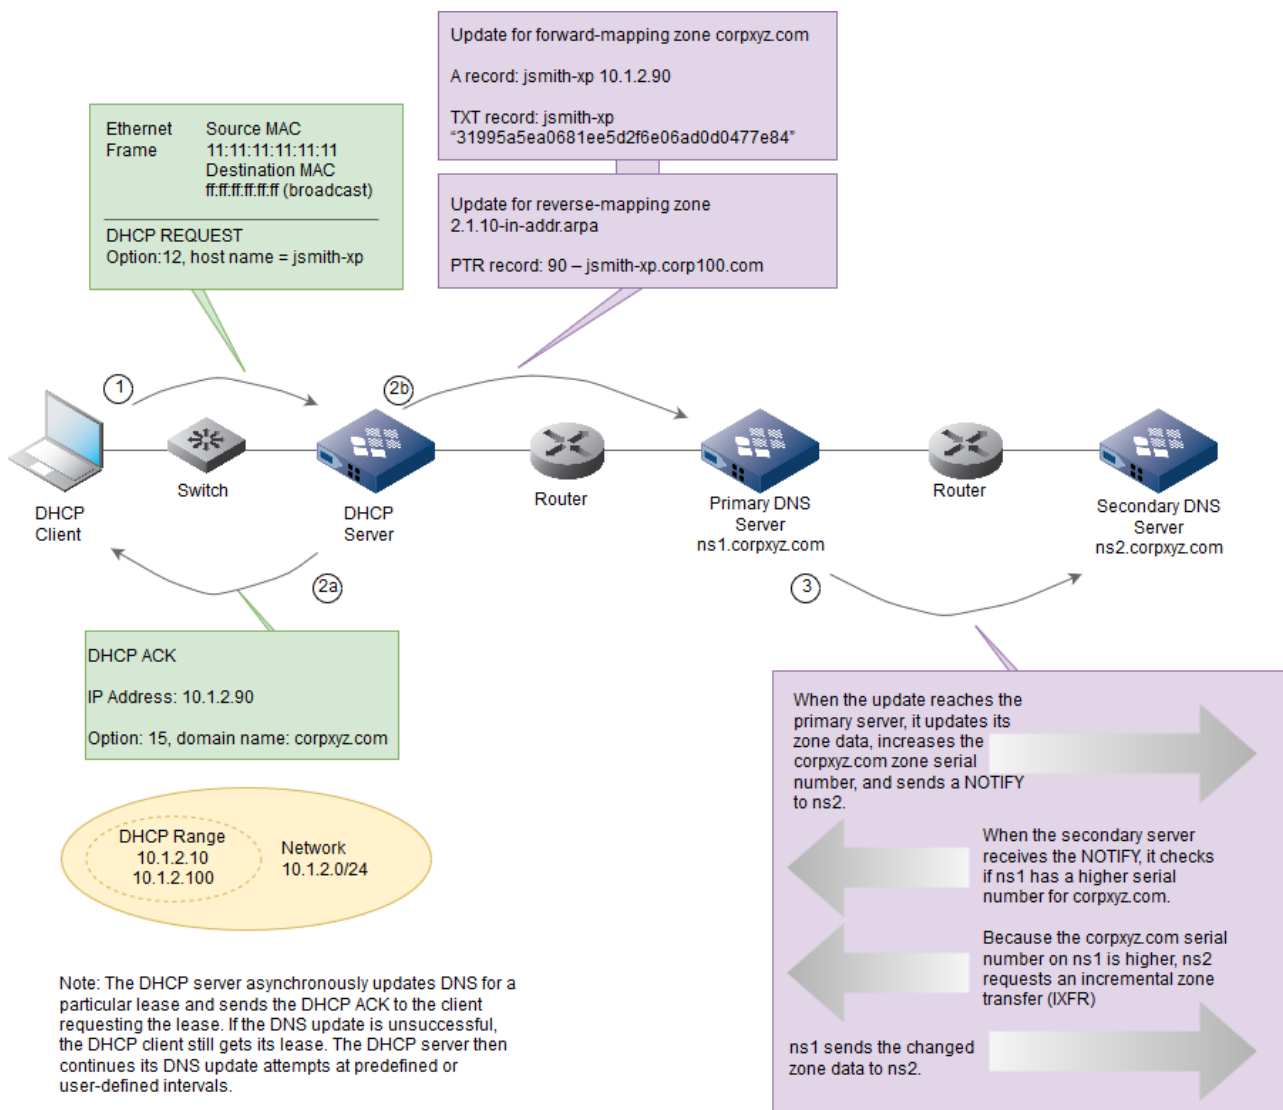 Update for forward-mapping zone corpxyz.com
A record: jsmith-xp 10.1.2.90
TXT record: jsmith-xp
“31995a5ea0681ee5d2f6e06ad0d0477e84”
Ethernet Source MAC
Frame 11:11:11:11:11:11
Destination MAC
ff:ff:ff:ff:ff:ff (broadcast)
DHCP REQUEST
Option:12, host name = jsmith-xp
Update for reverse-mapping zone
2.1.10-in-addr.arpa
PTR record: 90 – jsmith-xp.corp100.com
1
2b
Switch
DHCP
Client
DHCP
Server
Router
Primary DNS
Server
ns1.corpxyz.com
Router
Secondary DNS
Server
ns2.corpxyz.com
2a
3
DHCP ACK
IP Address: 10.1.2.90
Option: 15, domain name: corpxyz.com
DHCP Range
10.1.2.10
10.1.2.100
Network
10.1.2.0/24
When the update reaches the
primary server, it updates its
zone data, increases the
corpxyz.com zone serial
number, and sends a NOTIFY
to ns2.
When the secondary server
receives the NOTIFY, it checks
if ns1 has a higher serial
number for corpxyz.com.
Because the corpxyz.com serial
number on ns1 is higher, ns2
requests an incremental zone
transfer (IXFR)
ns1 sends the changed
zone data to ns2.
Note: The DHCP server asynchronously updates DNS for a
particular lease and sends the DHCP ACK to the client
requesting the lease. If the DNS update is unsuccessful,
the DHCP client still gets its lease. The DHCP server then
continues its DNS update attempts at predefined or
user-defined intervals.